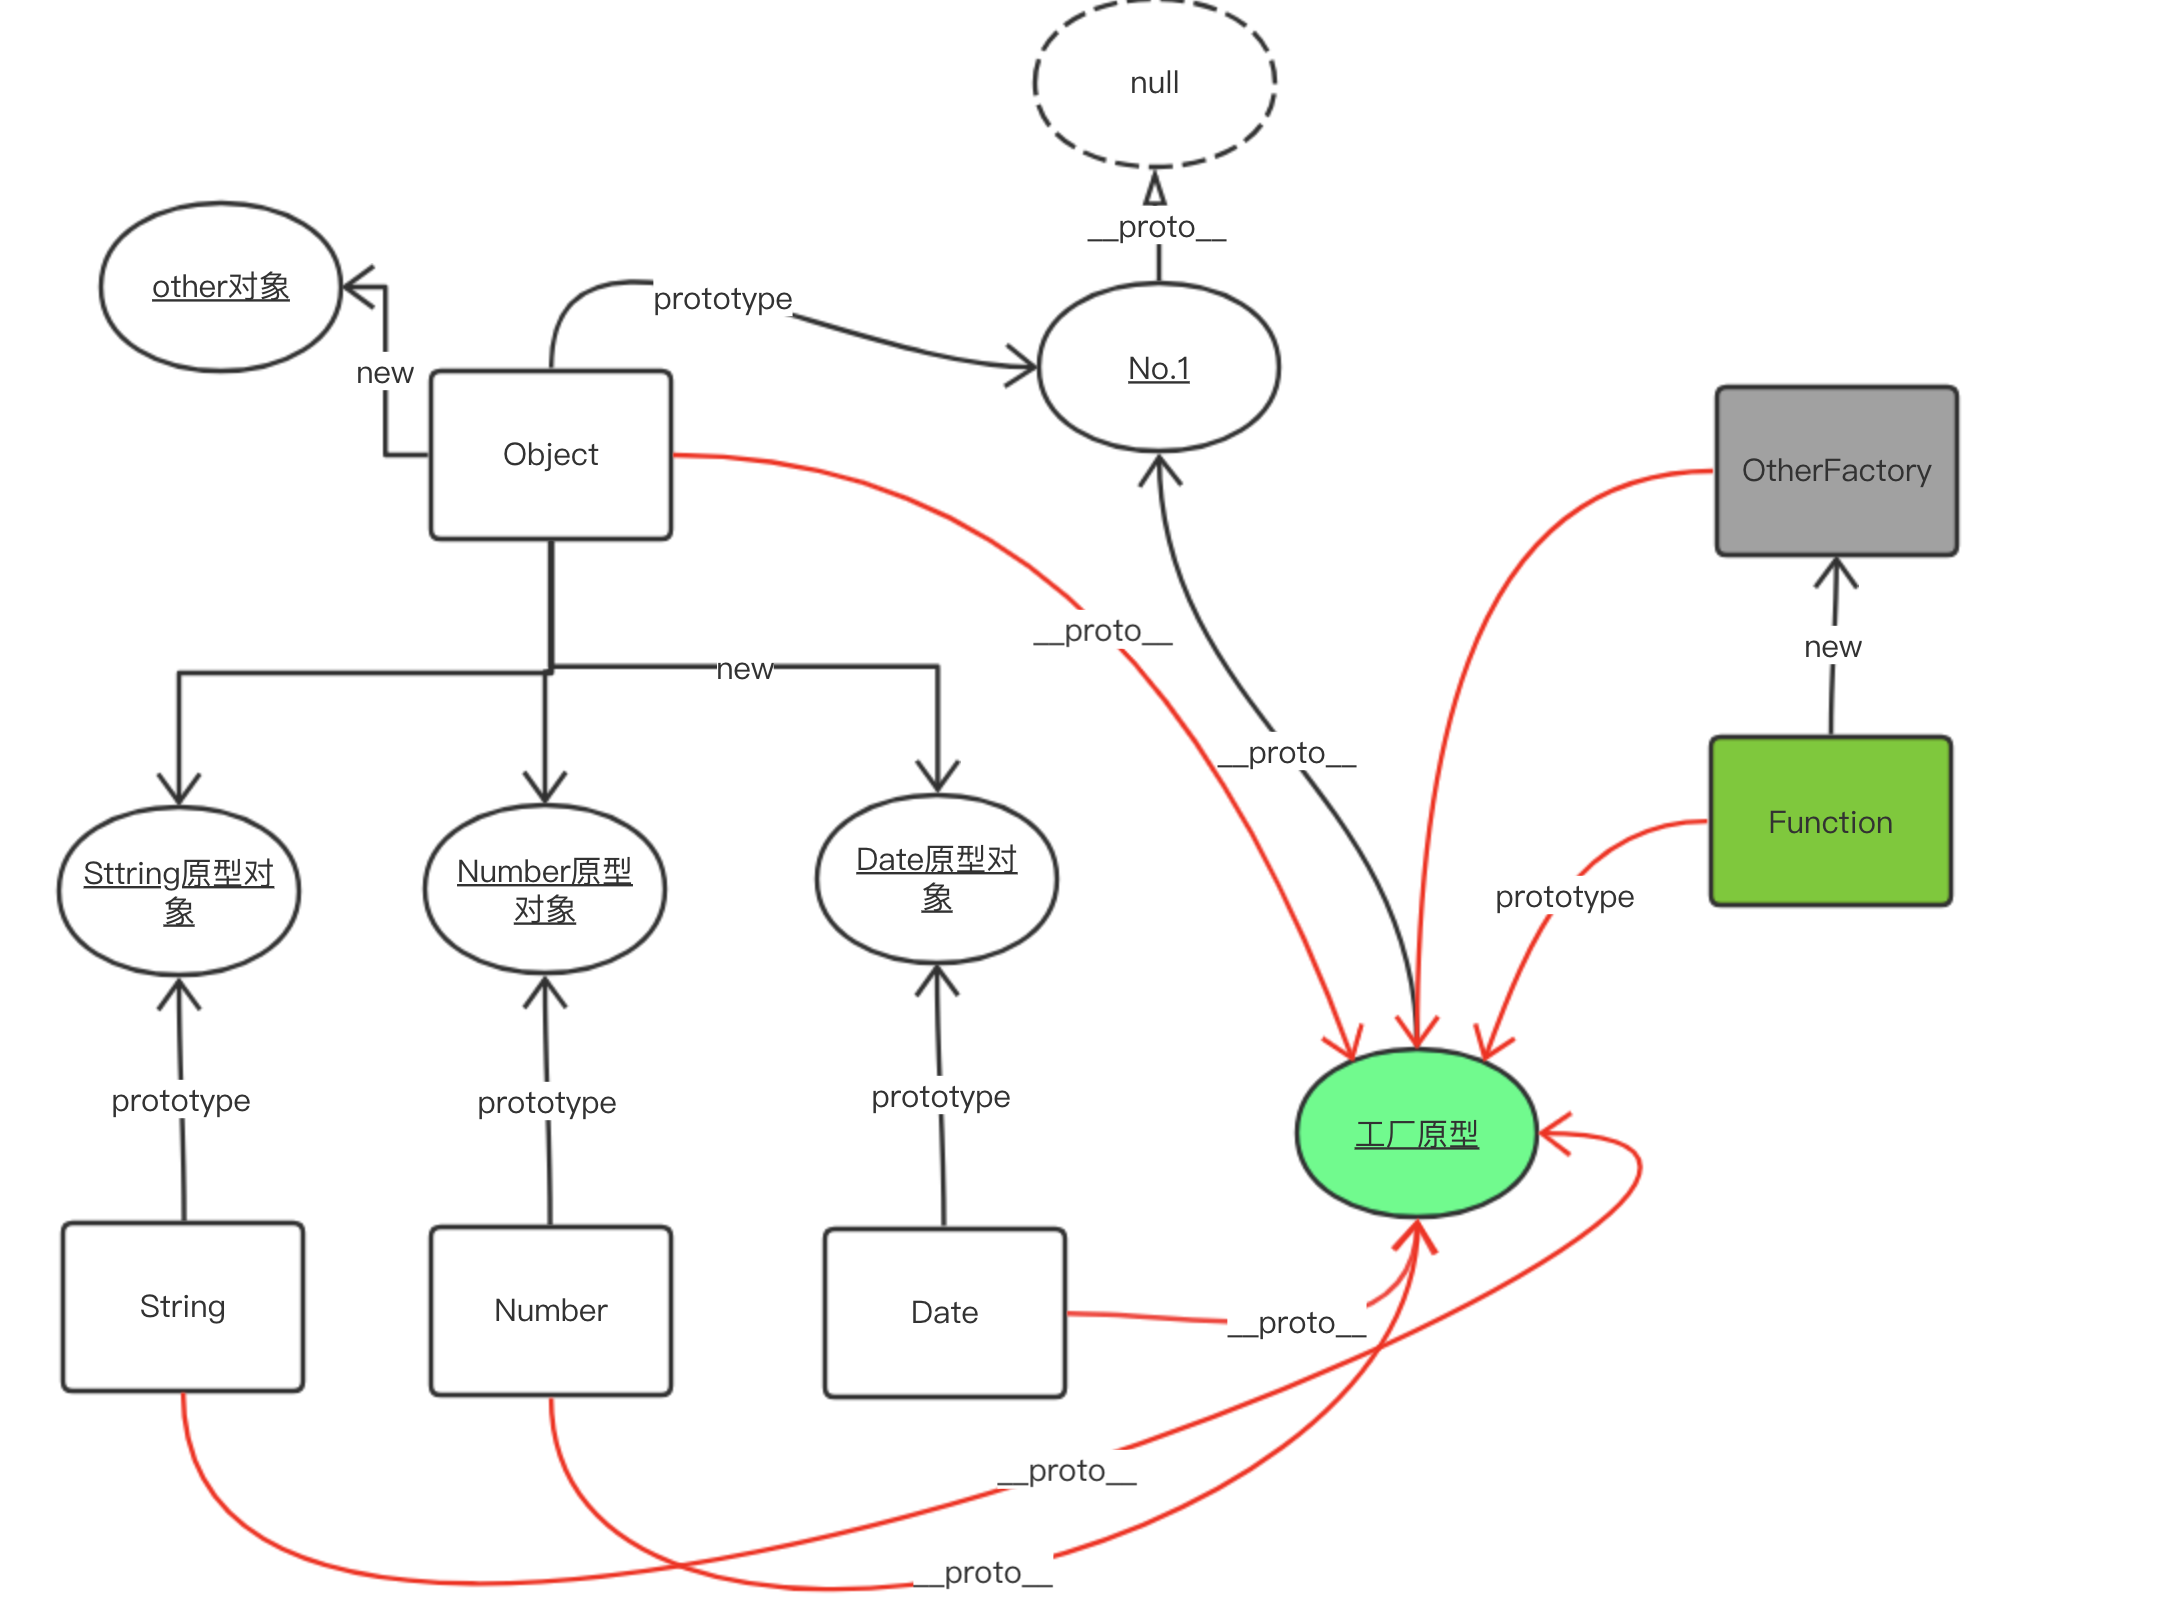 null
__proto__
other对象
prototype
new
No.1
Object
OtherFactory
__proto__
new
new
__proto__
Function
Sttring原型对
象
Number原型
对象
Date原型对
象
prototype
prototype
prototype
prototype
工厂原型
String
Number
Date
__proto__
__proto__
__proto__